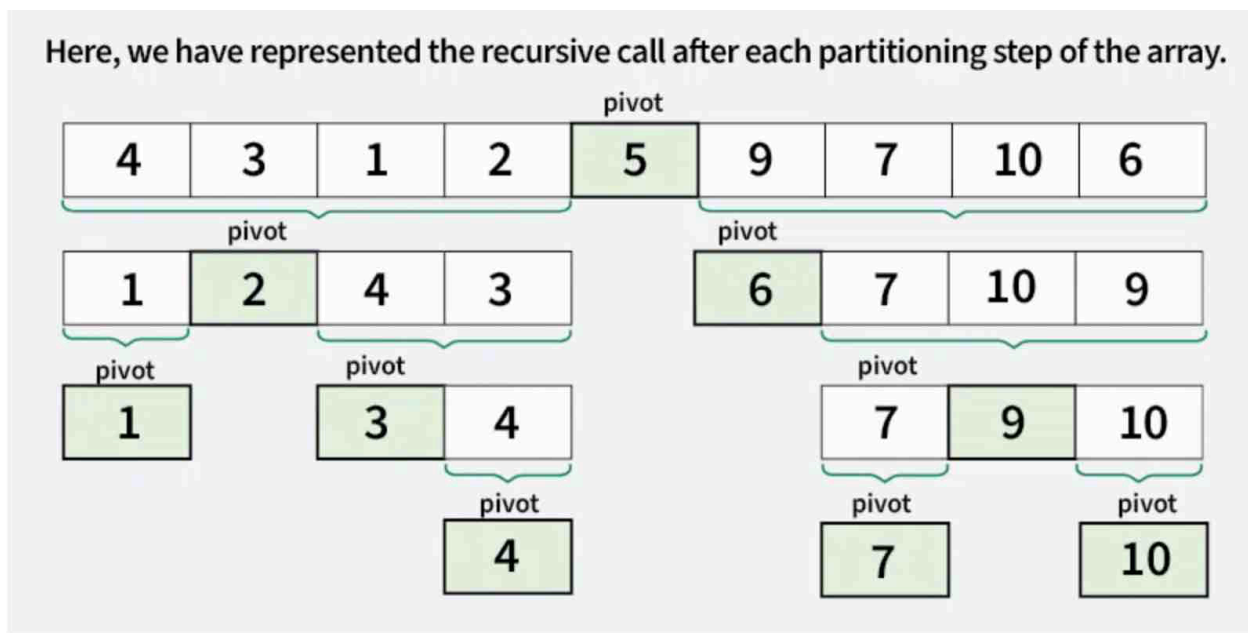 Here, we have represented the recursive call after each partitioning step of the array.
pivot
4 3 1 2 5 9 7 10 6
pivot pivot
1 2 4 3 6 7 10 9
pivot pivot pivot
1 3 4 7 9 10
pivot pivot pivot
4 7 10